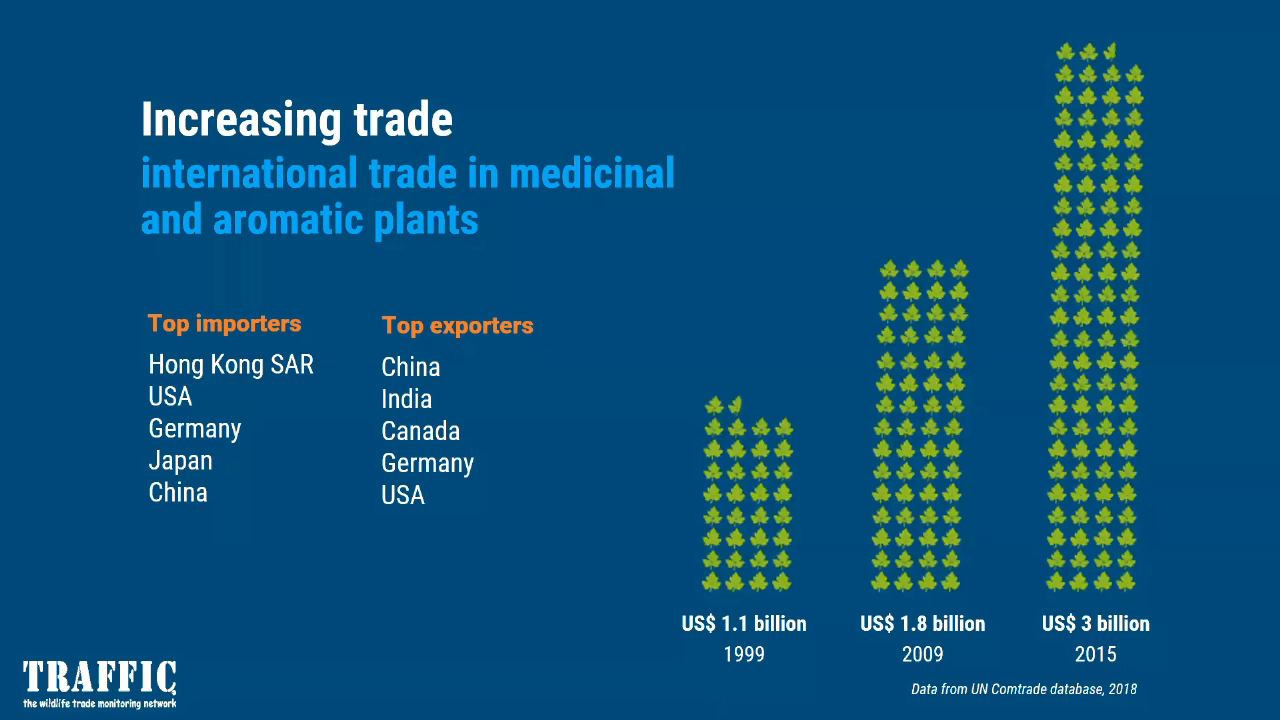 Increasing trade
international trade in medicinal
and aromatic plants
Top importers
Hong Kong SAR
USA
Germany
Japan
China
Top exporters
China
India
Canada
Germany
USA
US$ 1.1 billion
1999
US$ 1.8 billion
2009
US$ 3 billion
2015
Data from UN Comtrade database, 2018
TRAFFIC
the wildlife trade monitoring network